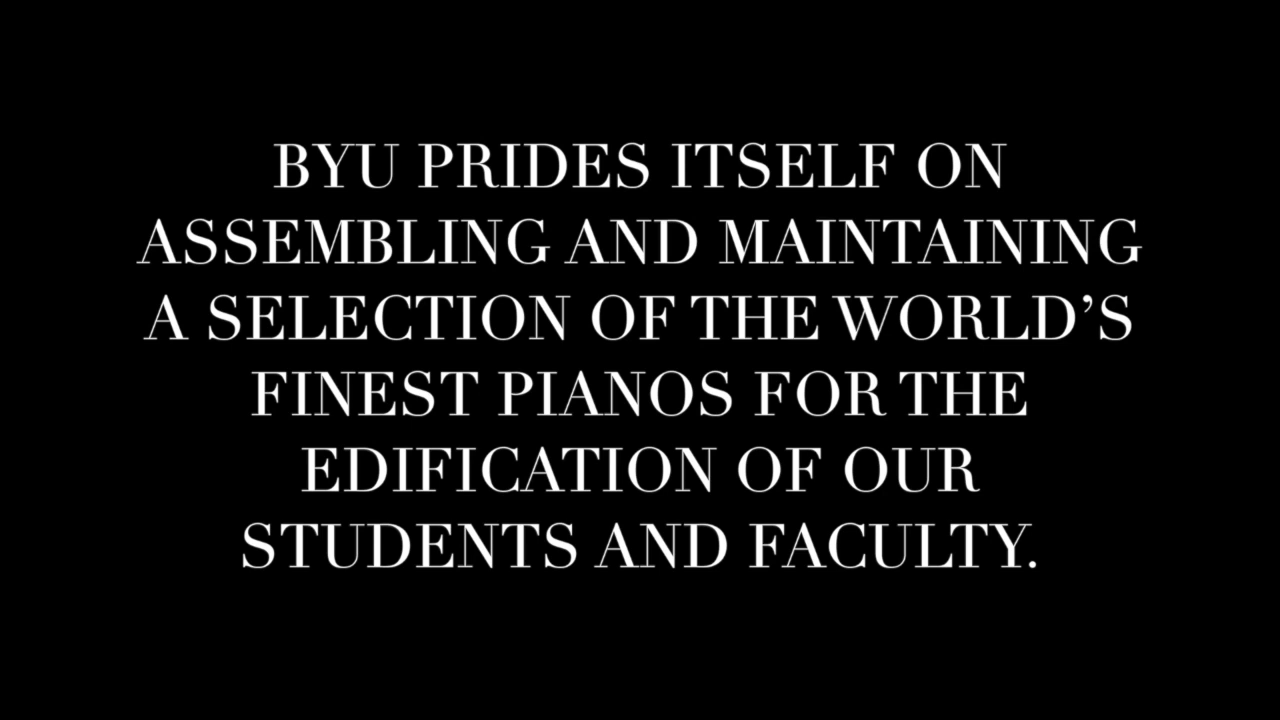 BYU PRIDES ITSELF ON
ASSEMBLING AND MAINTAINING
A SELECTION OF THE WORLD’S
FINEST PIANOS FOR THE
EDIFICATION OF OUR
STUDENTS AND FACULTY.